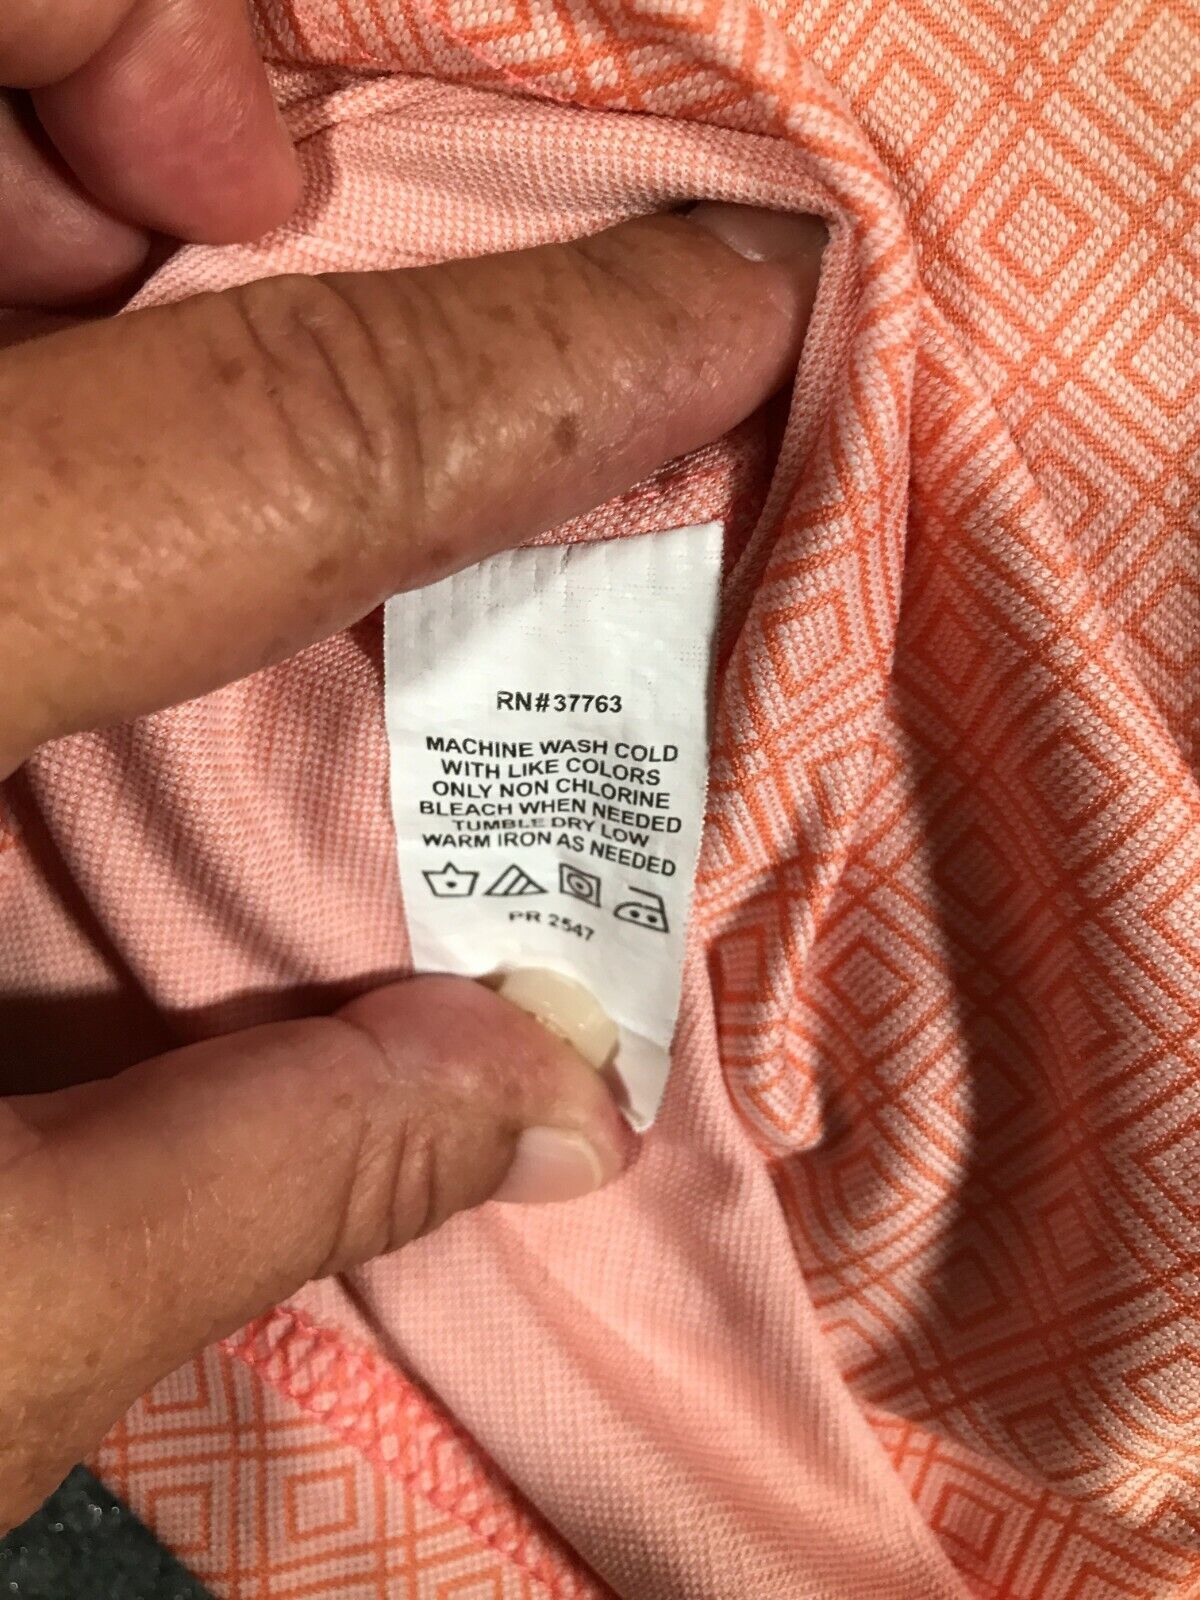 RN#37763
MACHINE WASH COLD
WITH LIKE COLORS
ONLY NON CHLORINE
BLEACH WHEN NEEDED
TUMBLE DRY LOW
WARM IRON AS NEEDED
PR 2547